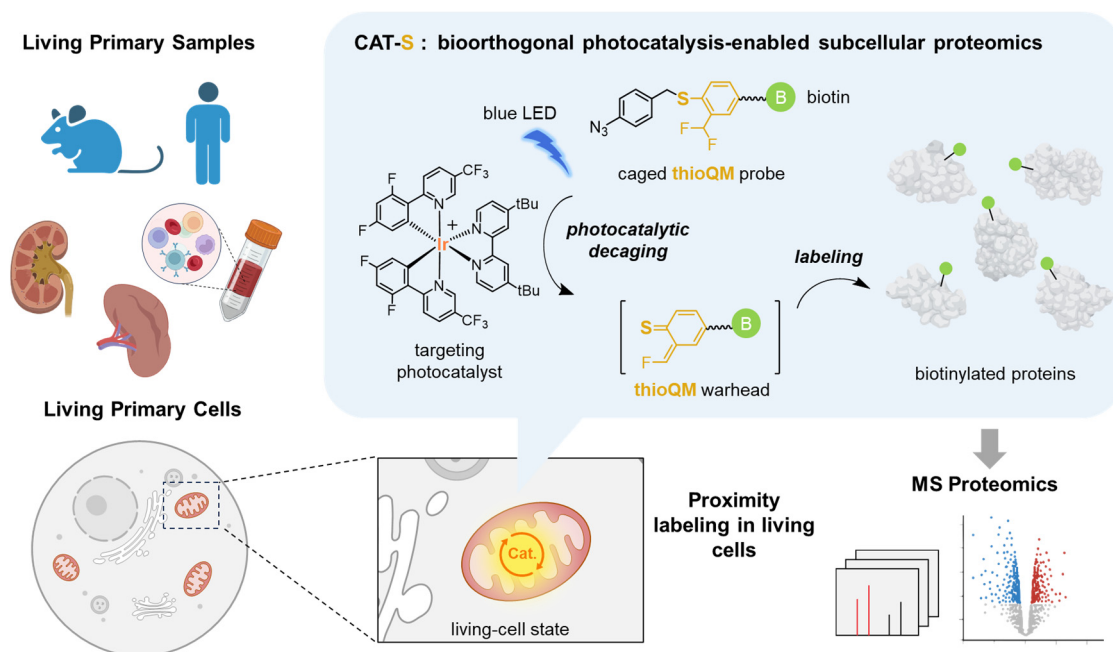 Living Primary Samples
CAT-S : bioorthogonal photocatalysis-enabled subcellular proteomics
blue LED
N3
S
F
F
B
biotin
caged thioQM probe
F
F
CF3
N
+
Ir
N
N
tBu
tBu
F
F
N
CF3
targeting
photocatalyst
photocatalytic
decaging
S
F
B
thioQM warhead
labeling
biotinylated proteins
Living Primary Cells
Cat.
living-cell state
Proximity
labeling in living
cells
MS Proteomics